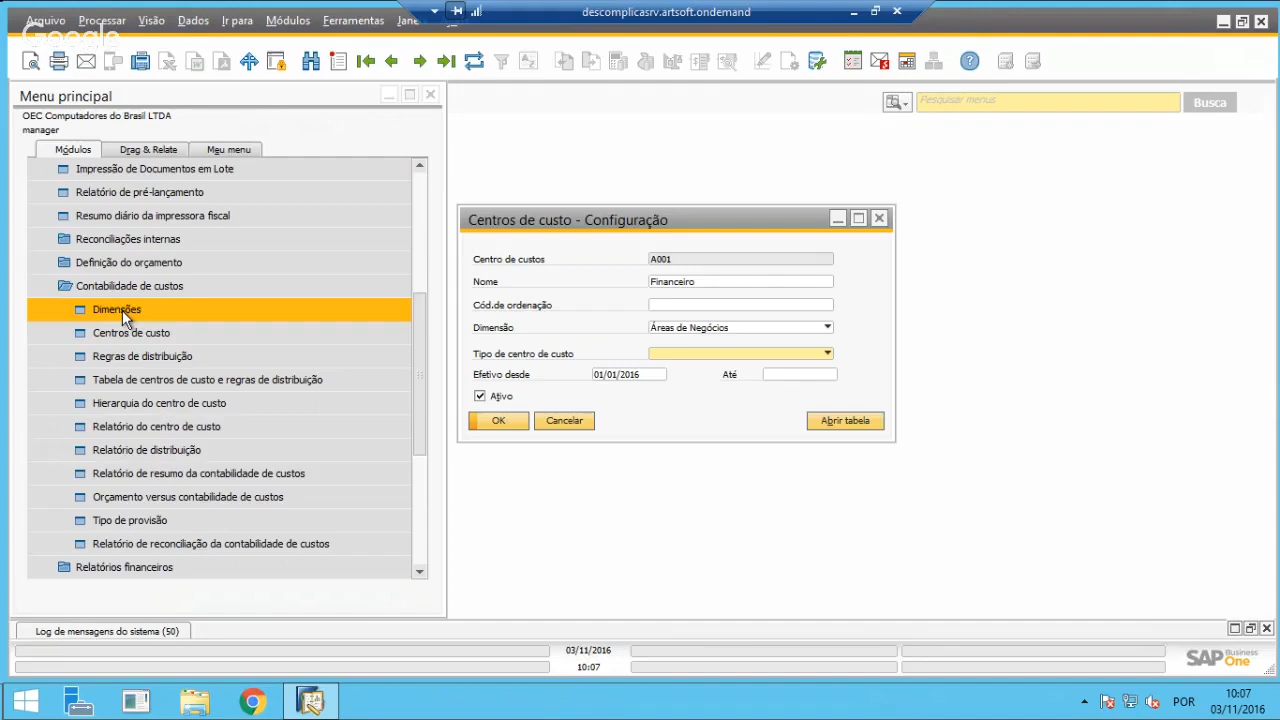 descomplicasrv.artsoft.ondemand
Arquivo Processar Visão Dados Ir para Módulos Ferramentas
Google
Menu principal
OEC Computadores do Brasil LTDA
manager
Módulos Drag & Relate Meu menu
Pesquisar menus Busca
Impressão de Documentos em Lote
Relatório de pré-lançamento
Resumo diário da impressora fiscal
Reconciliações internas
Definição do orçamento
Contabilidade de custos
Dimensões
Centros de custo
Regras de distribuição
Tabela de centros de custo e regras de distribuição
Hierarquia do centro de custo
Relatório do centro de custo
Relatório de distribuição
Relatório de resumo da contabilidade de custos
Orçamento versus contabilidade de custos
Tipo de provisão
Relatório de reconciliação da contabilidade de custos
Relatórios financeiros
Centros de custo - Configuração
Centro de custos A001
Nome Financeiro
Cód.de ordenação
Dimensão Áreas de Negócios
Tipo de centro de custo
Efetivo desde 01/01/2016 Até
Ativo
OK Cancelar Abrir tabela
Log de mensagens do sistema (50)
03/11/2016
10:07
SAP Business One
POR
10:07
03/11/2016